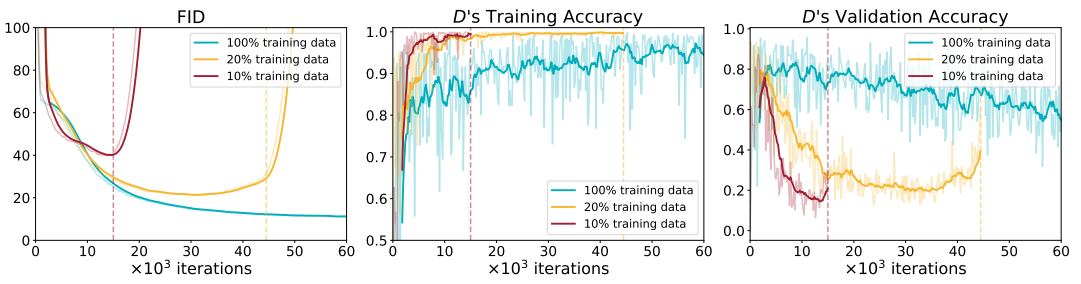 FID
100
80
60
40
20
0
0 10 20 30 40 50 60
×10³ iterations
100% training data
20% training data
10% training data
D's Training Accuracy
1.0
0.9
0.8
0.7
0.6
0.5
0 10 20 30 40 50 60
×10³ iterations
100% training data
20% training data
10% training data
D's Validation Accuracy
1.0
0.8
0.6
0.4
0.2
0.0
0 10 20 30 40 50 60
×10³ iterations
100% training data
20% training data
10% training data